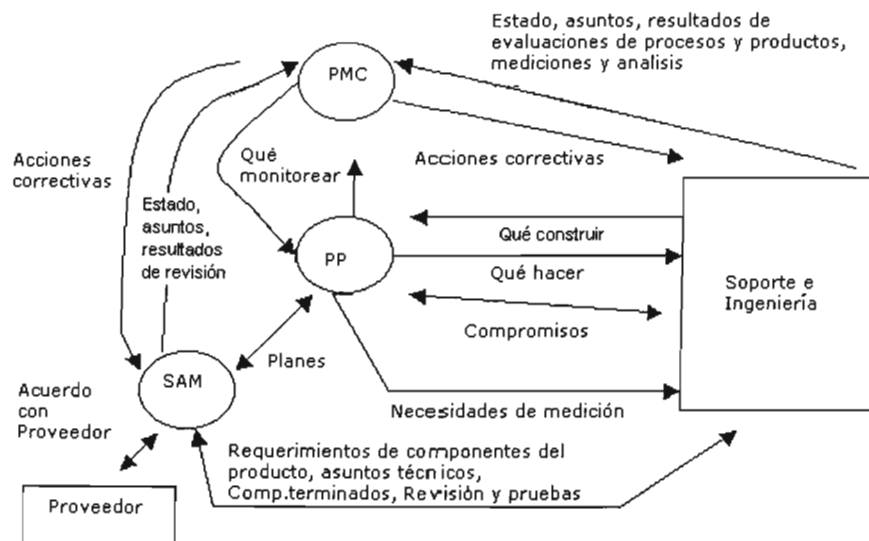 Estado, asuntos, resultados de
evaluaciones de procesos y productos,
mediciones y analisis
PMC
Acciones
correctivas
Qué
monitorear
Acciones correctivas
Estado,
asuntos,
resultados
de revisión
PP
Qué construir
Qué hacer
Soporte e
Ingeniería
Compromisos
Planes
SAM
Necesidades de medición
Acuerdo
con
Proveedor
Requerimientos de componentes del
producto, asuntos técnicos,
Comp.terminados, Revisión y pruebas
Proveedor